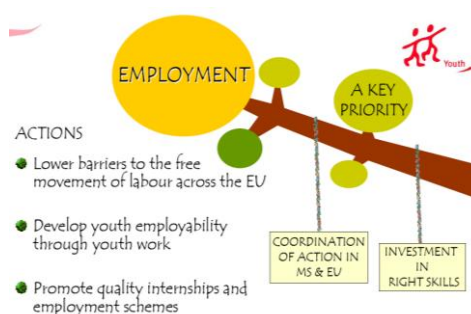 Youth
EMPLOYMENT
A KEY
PRIORITY
ACTIONS
Lower barriers to the free
movement of labour across the EU
Develop youth employability
through youth work
Promote quality internships and
employment schemes
COORDINATION
OF ACTION IN
MS & EU
INVESTMENT
IN
RIGHT SKILLS